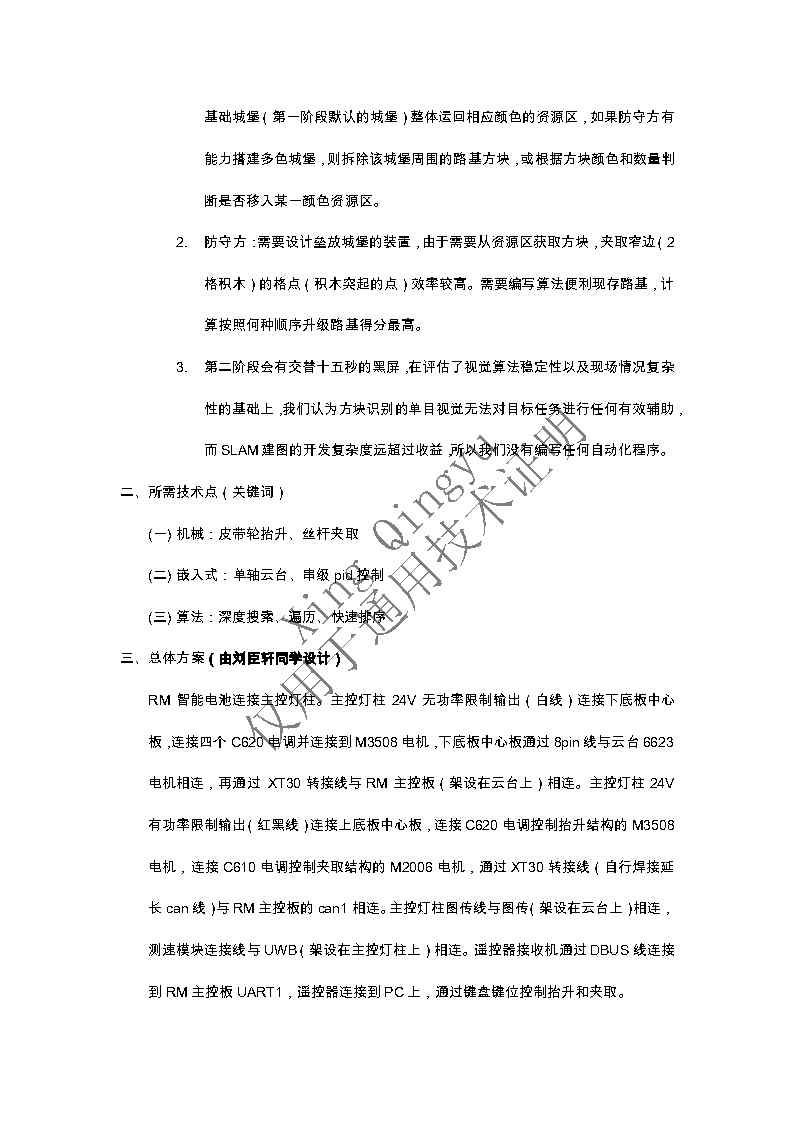 基础城堡（第一阶段默认的城堡）整体运回相应颜色的资源区，如果防守方有
能力搭建多色城堡，则拆除该城堡周围的路基方块，或根据方块颜色和数量判
断是否移入某一颜色资源区。
2. 防守方：需要设计垒放城堡的装置，由于需要从资源区获取方块，夹取窄边（2
格积木）的格点（积木突起的点）效率较高。需要编写算法便利现存路基，计
算按照何种顺序升级路基得分最高。
3. 第二阶段会有交替十五秒的黑屏，在评估了视觉算法稳定性以及现场情况复杂
性的基础上，我们认为方块识别的单目视觉无法对目标任务进行任何有效辅助，
而 SLAM 建图的开发复杂度远超过收益，所以我们没有编写任何自动化程序。
二、所需技术点（关键词）
(一) 机械：皮带轮抬升、丝杆夹取
(二) 嵌入式：单轴云台、串级 pid 控制
(三) 算法：深度搜索、遍历、快速排序
三、总体方案（由刘臣轩同学设计）
RM 智能电池连接主控灯柱。主控灯柱 24V 无功率限制输出（白线）连接下底板中心
板，连接四个 C620 电调并连接到 M3508 电机，下底板中心板通过 8pin 线与云台 6623
电机相连，再通过 XT30 转接线与 RM 主控板（架设在云台上）相连。主控灯柱 24V
有功率限制输出（红黑线）连接上底板中心板，连接 C620 电调控制抬升结构的 M3508
电机，连接 C610 电调控制夹取结构的 M2006 电机，通过 XT30 转接线（自行焊接延
长 can 线）与 RM 主控板的 can1 相连。主控灯柱图传线与图传（架设在云台上）相连，
测速模块连接线与 UWB（架设在主控灯柱上）相连。遥控器接收机通过 DBUS 线连接
到 RM 主控板 UART1，遥控器连接到 PC 上，通过键盘键位控制抬升和夹取。
Xing Qingyu
仅用于通用技术证明